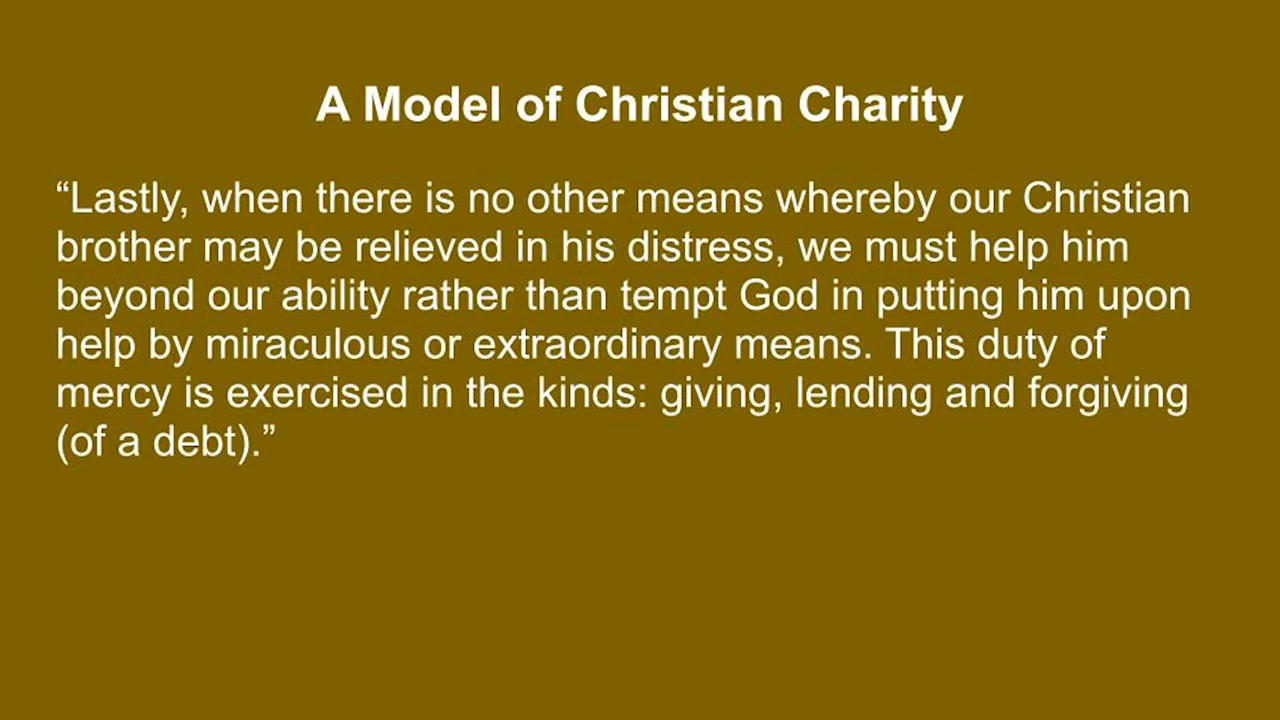 A Model of Christian Charity
“Lastly, when there is no other means whereby our Christian
brother may be relieved in his distress, we must help him
beyond our ability rather than tempt God in putting him upon
help by miraculous or extraordinary means. This duty of
mercy is exercised in the kinds: giving, lending and forgiving
(of a debt).”